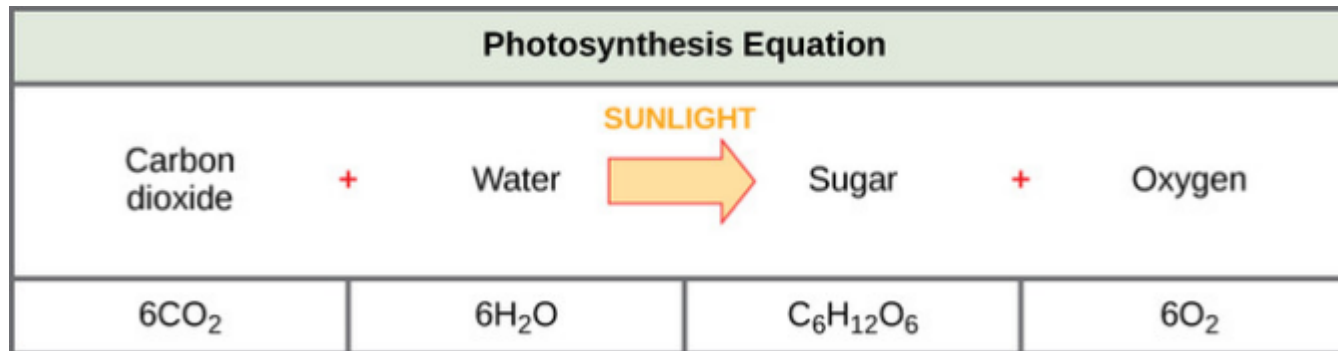 Photosynthesis Equation
SUNLIGHT
Carbon
dioxide
+
Water
Sugar
+
Oxygen
6CO₂
6H₂O
C₆H₁₂O₆
6O₂